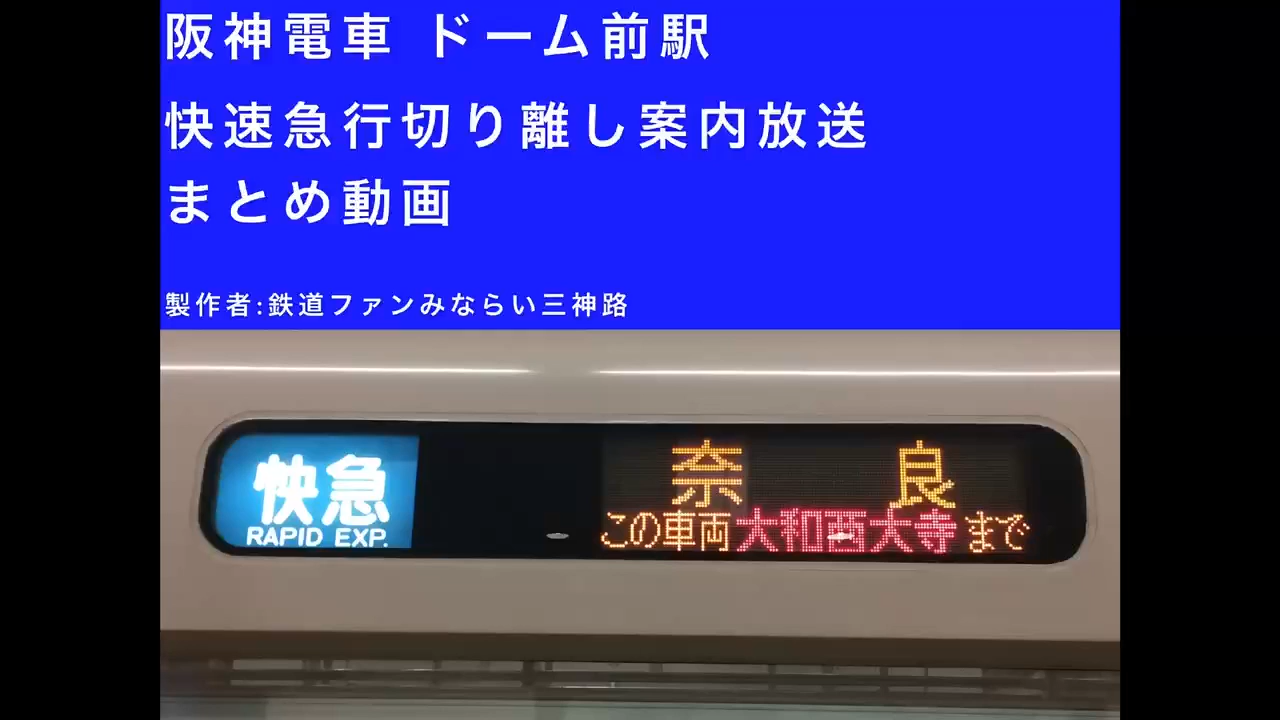 阪神電車 ドーム前駅
快速急行切り離し案内放送
まとめ動画
製作者:鉄道ファンみならい三神路
快急
RAPID EXP.
奈良
この車両大和西大寺まで